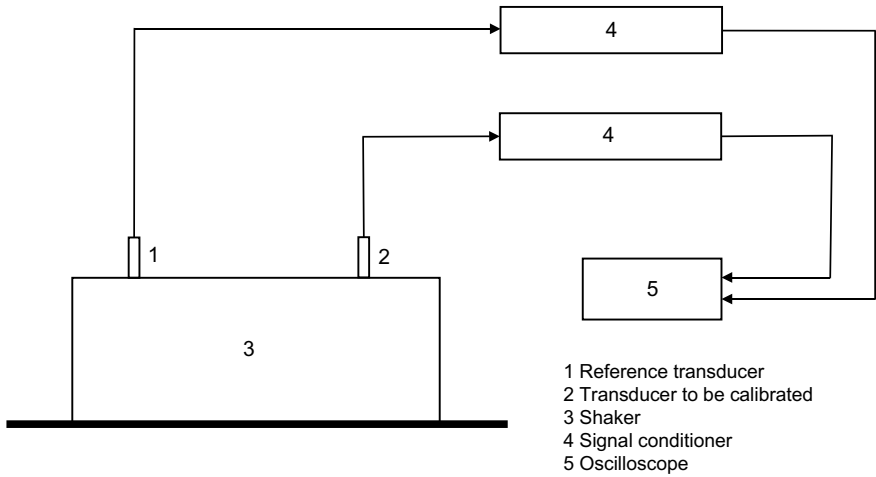 4
4
1
2
5
3
1 Reference transducer
2 Transducer to be calibrated
3 Shaker
4 Signal conditioner
5 Oscilloscope